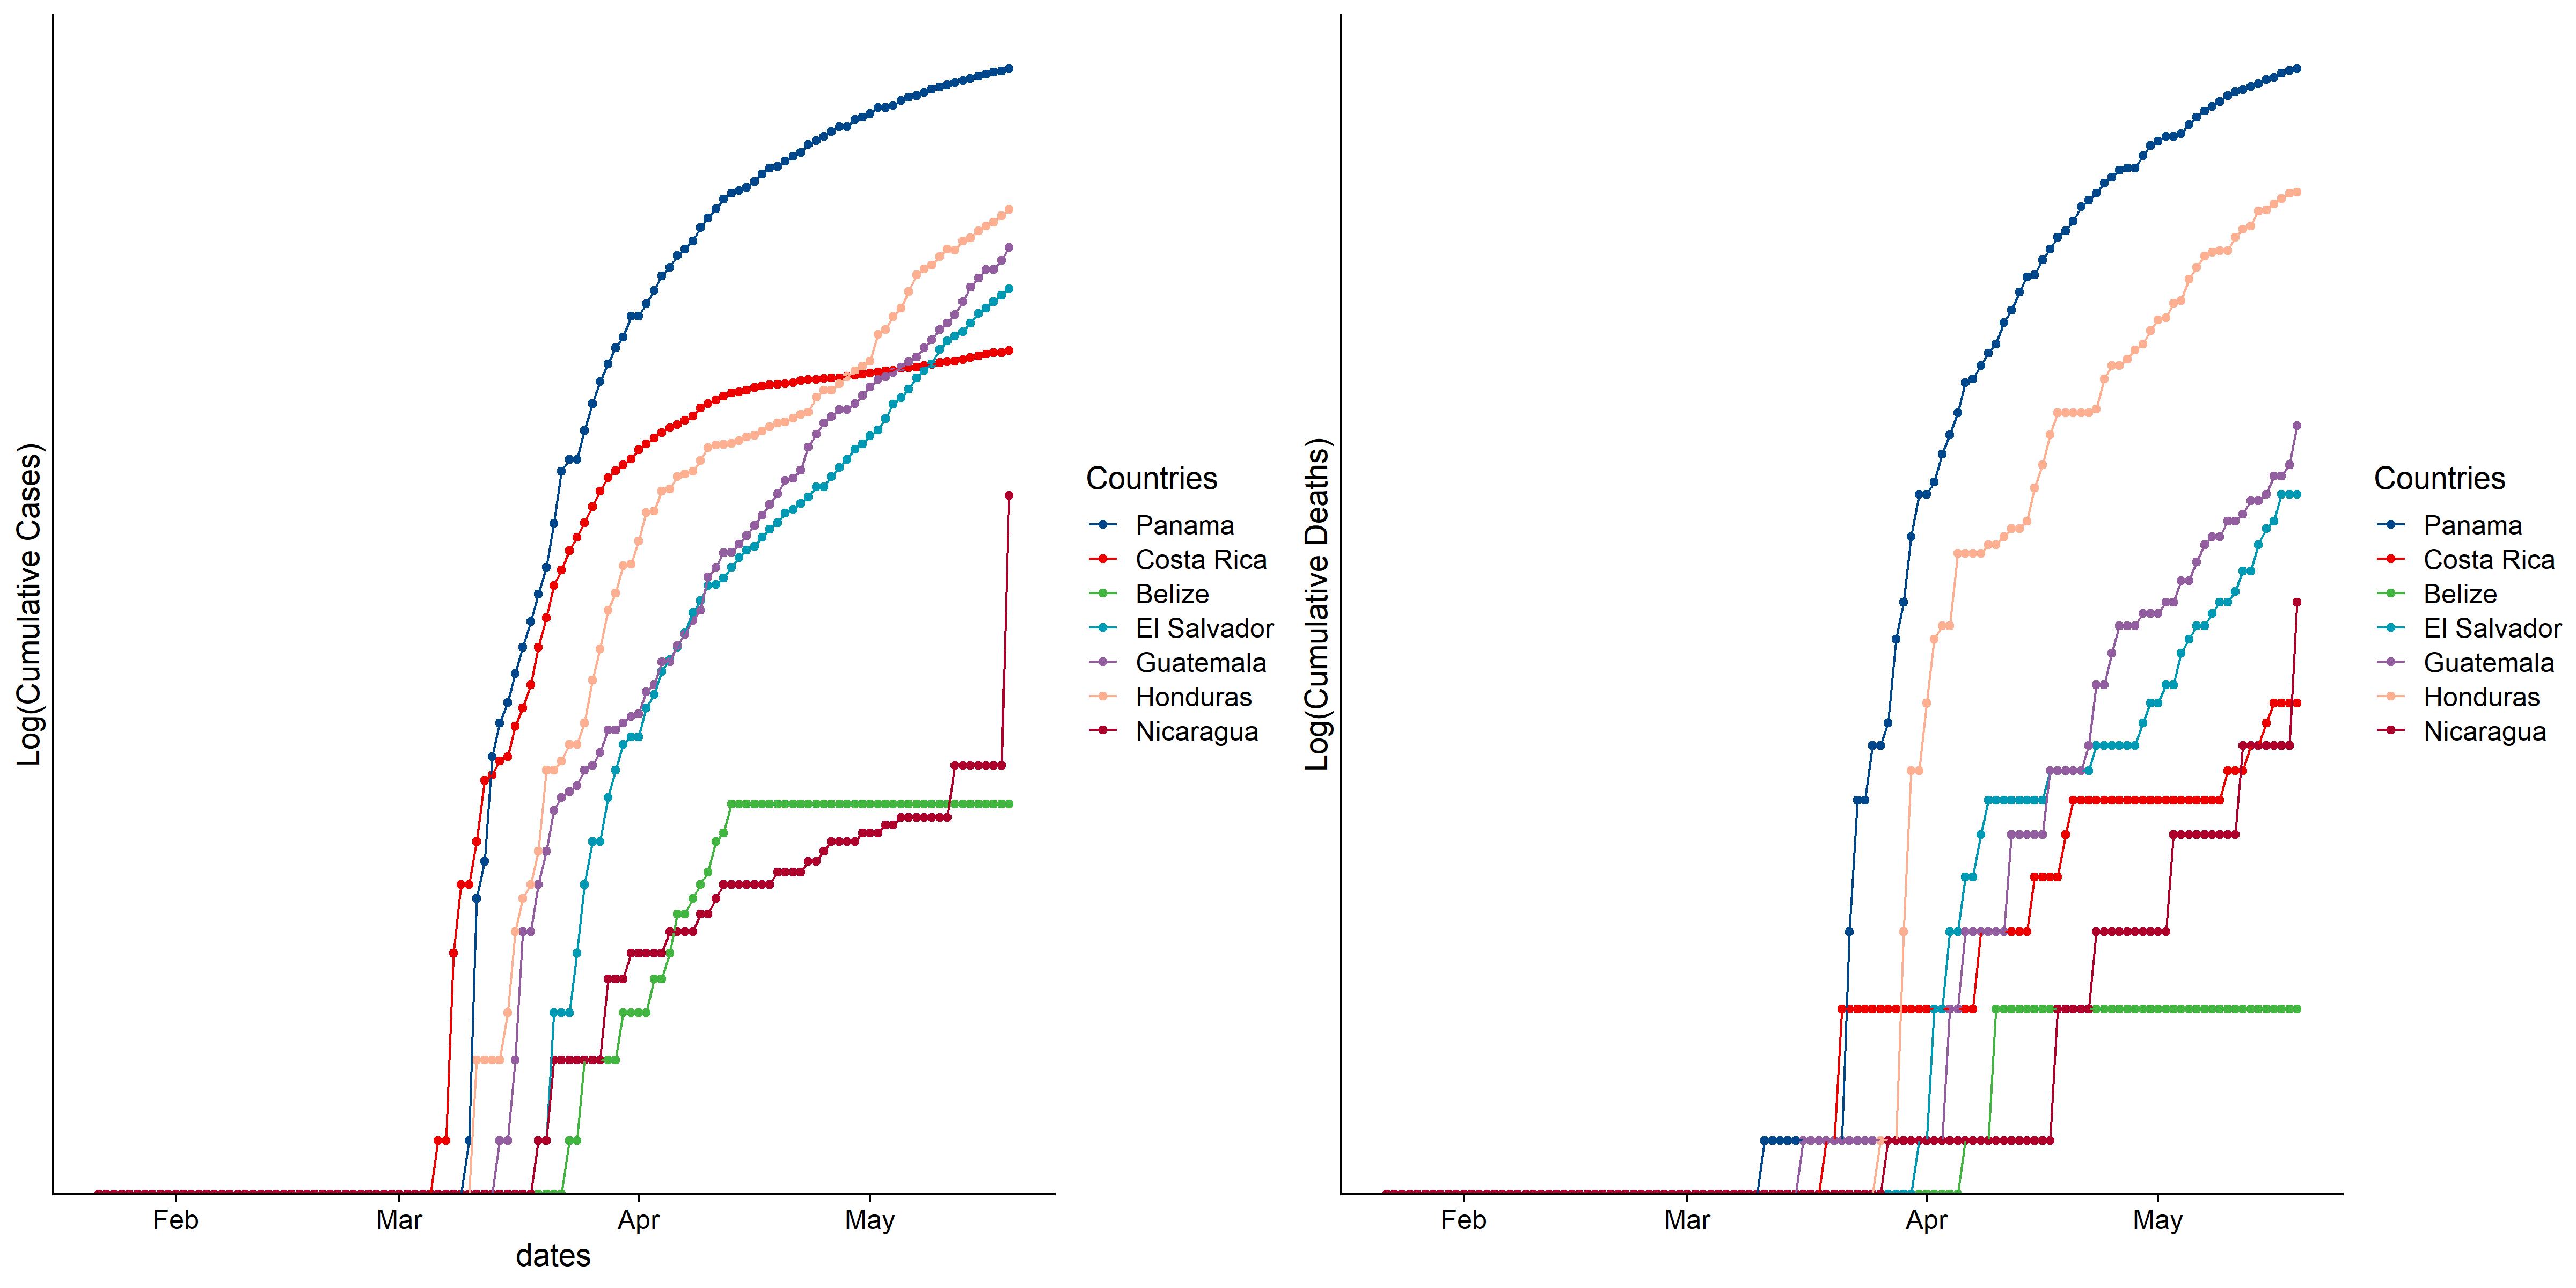 Log(Cumulative Cases)
Feb
Mar
Apr
May
dates
Countries
Panama
Costa Rica
Belize
El Salvador
Guatemala
Honduras
Nicaragua
Log(Cumulative Deaths)
Feb
Mar
Apr
May
Countries
Panama
Costa Rica
Belize
El Salvador
Guatemala
Honduras
Nicaragua